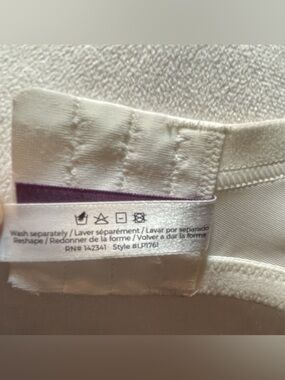 Wash separately / Laver séparément / Lavar por separado
Reshape / Redonner de la forme / Volver a dar la forma
RN# 142341 Style #LP1761